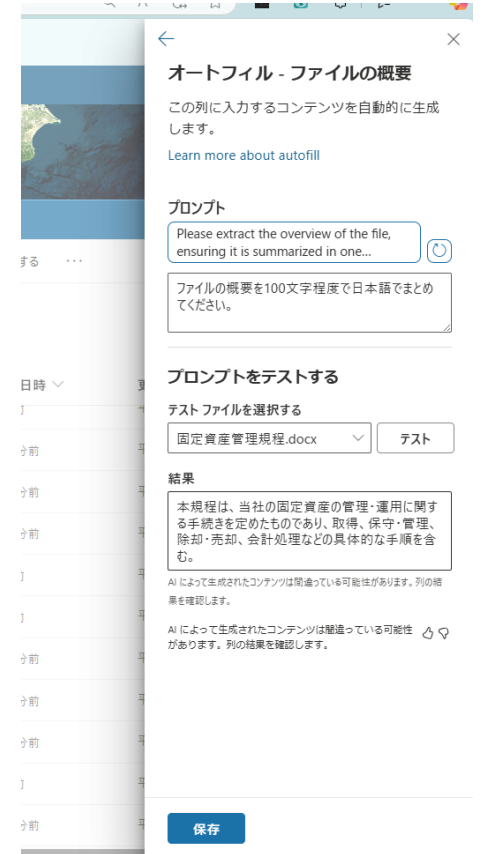 オートフィル - ファイルの概要
この列に入力するコンテンツを自動的に生成
します。
Learn more about autofill
プロンプト
Please extract the overview of the file,
ensuring it is summarized in one...
する ...
ファイルの概要を100文字程度で日本語でまとめ
てください。
プロンプトをテストする
日時
テスト ファイルを選択する
固定資産管理規程.docx
テスト
分前
結果
分前
本規程は、当社の固定資産の管理・運用に関す
る手続きを定めたものであり、取得、保守・管理、
除却・売却、会計処理などの具体的な手順を含
む。
分前
AI によって生成されたコンテンツは間違っている可能性があります。列の結
果を確認します。
AI によって生成されたコンテンツは間違っている可能性
があります。列の結果を確認します。
分前
分前
分前
分前
保存